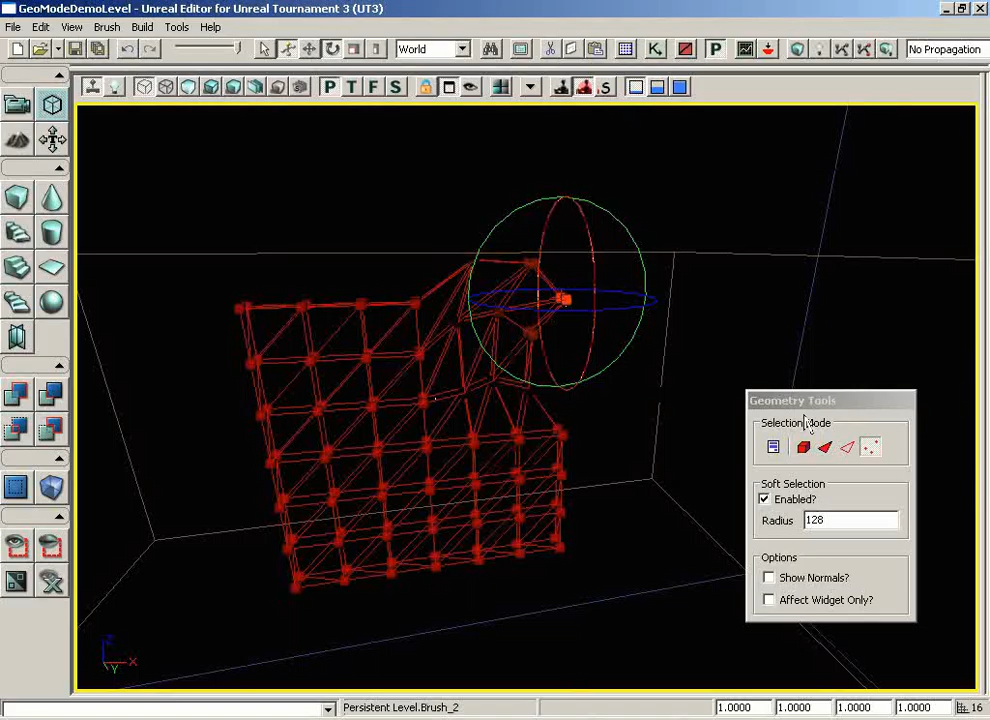 GeoModeDemoLevel - Unreal Editor for Unreal Tournament 3 (UT3)
File Edit View Brush Build Tools Help
World
P
No Propagation
P T F S
S
Geometry Tools
Selection Mode
Soft Selection
Enabled?
Radius 128
Options
Show Normals?
Affect Widget Only?
Z
X
Y
Persistent Level.Brush_2
1.0000 1.0000 1.0000 1.0000 16